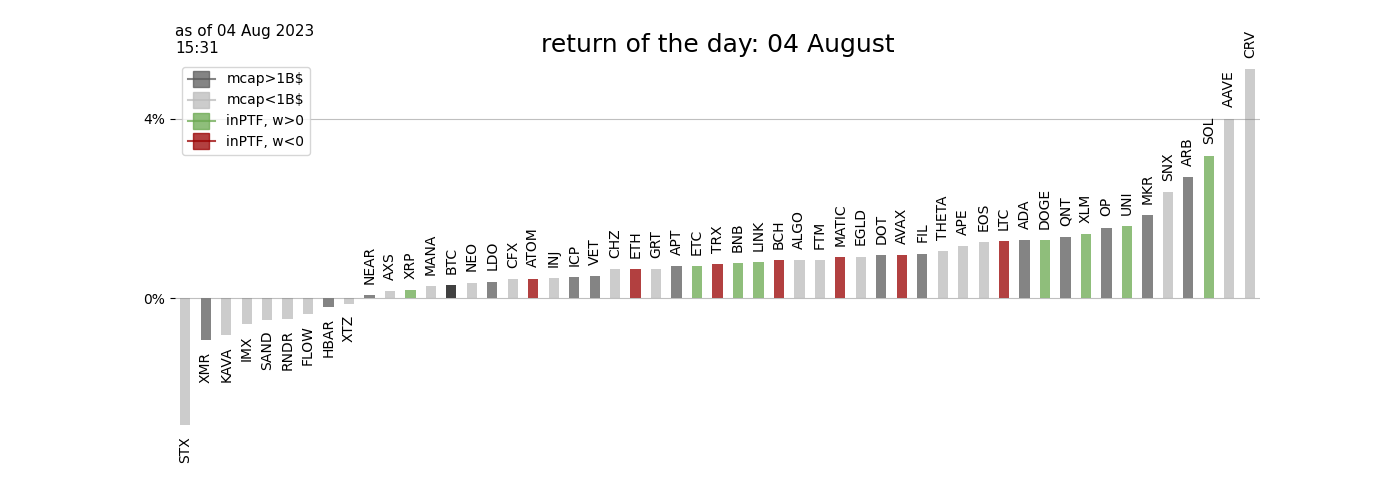 as of 04 Aug 2023
15:31
return of the day: 04 August
mcap>1B$
mcap<1B$
inPTF, w>0
inPTF, w<0
4%
0%
STX
XMR
KAVA
IMX
SAND
RNDR
FLOW
HBAR
XTZ
NEAR
AXS
XRP
MANA
BTC
NEO
LDO
CFX
ATOM
INJ
ICP
VET
CHZ
ETH
GRT
APT
ETC
TRX
BNB
LINK
BCH
ALGO
FTM
MATIC
EGLD
DOT
AVAX
FIL
THETA
APE
EOS
LTC
ADA
DOGE
QNT
XLM
OP
UNI
MKR
SNX
ARB
SOL
AAVE
CRV